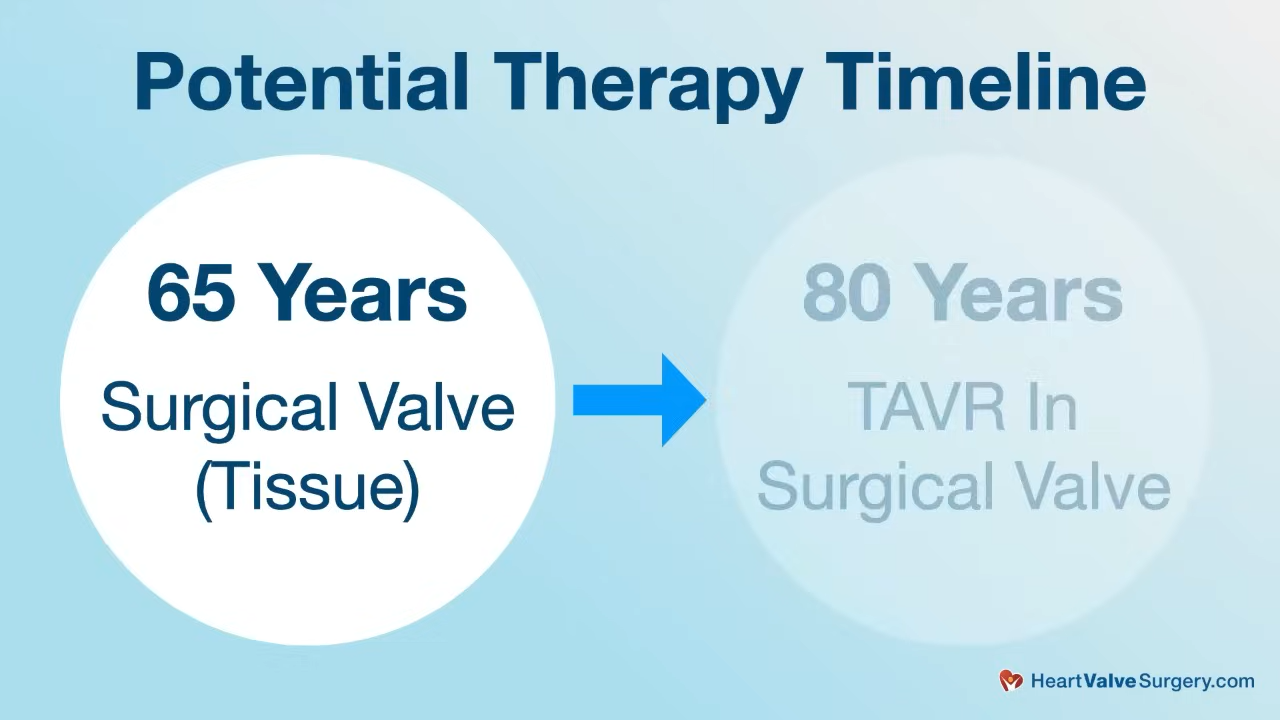 Potential Therapy Timeline
65 Years
Surgical Valve
(Tissue)
80 Years
TAVR In
Surgical Valve
HeartValveSurgery.com